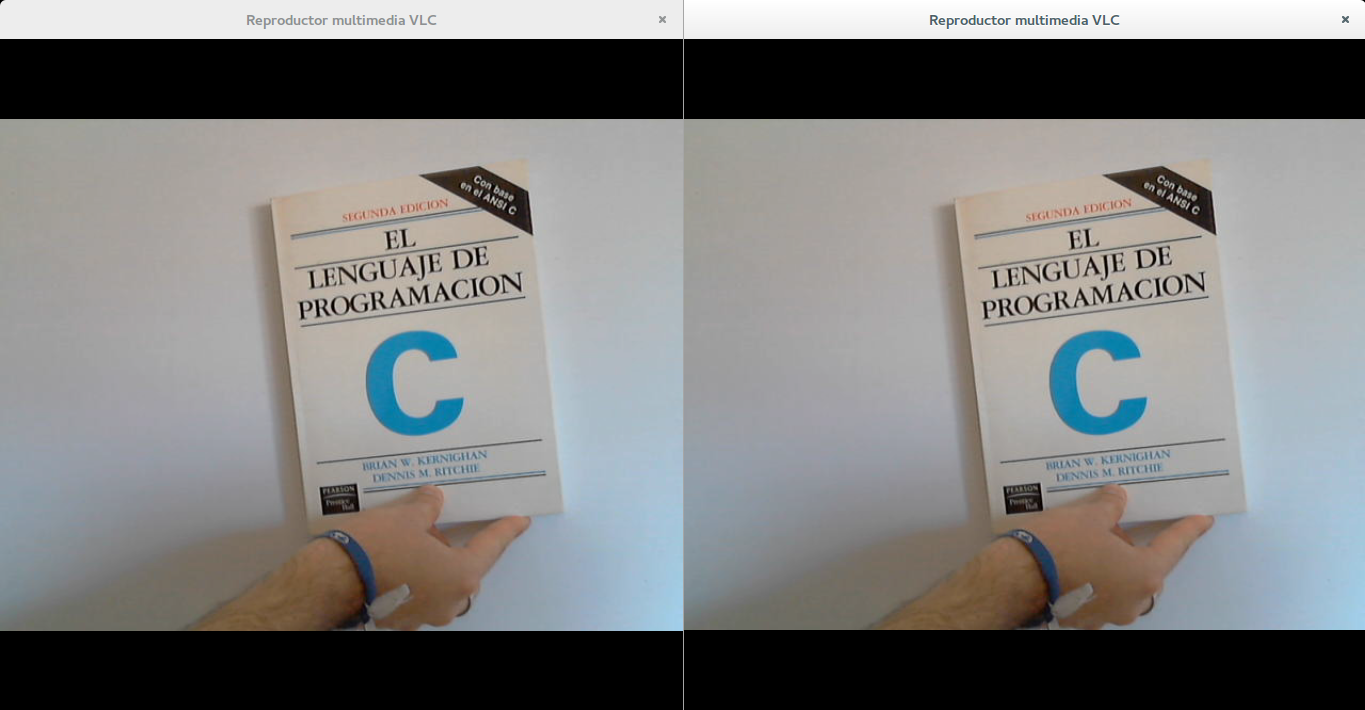 Reproductor multimedia VLC
Con base
en el ANSI C
SEGUNDA EDICION
EL
LENGUAJE DE
PROGRAMACION
C
BRIAN W. KERNIGHAN
DENNIS M. RITCHIE
PEARSON
Prentice
Hall
Reproductor multimedia VLC
Con base
en el ANSI C
SEGUNDA EDICION
EL
LENGUAJE DE
PROGRAMACION
C
BRIAN W. KERNIGHAN
DENNIS M. RITCHIE
PEARSON
Prentice
Hall